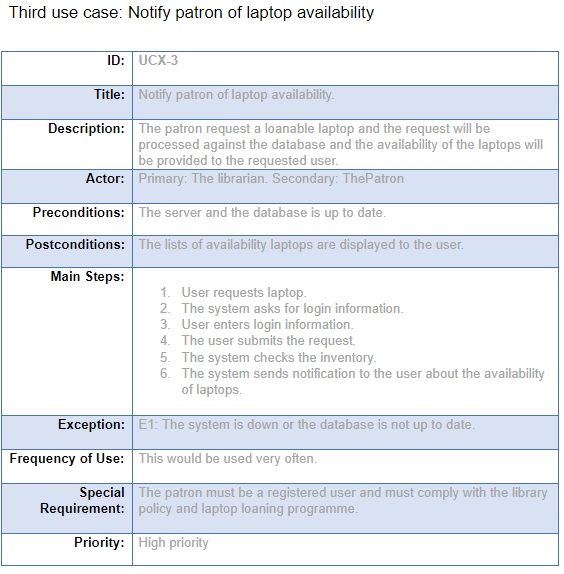 Third use case: Notify patron of laptop availability
ID: UCX-3
Title: Notify patron of laptop availability.
Description: The patron request a loanable laptop and the request will be
processed against the database and the availability of the laptops will
be provided to the requested user.
Actor: Primary: The librarian. Secondary: ThePatron
Preconditions: The server and the database is up to date.
Postconditions: The lists of availability laptops are displayed to the user.
Main Steps:
1. User requests laptop.
2. The system asks for login information.
3. User enters login information.
4. The user submits the request.
5. The system checks the inventory.
6. The system sends notification to the user about the availability
of laptops.
Exception: E1: The system is down or the database is not up to date.
Frequency of Use: This would be used very often.
Special The patron must be a registered user and must comply with the library
Requirement: policy and laptop loaning programme.
Priority: High priority